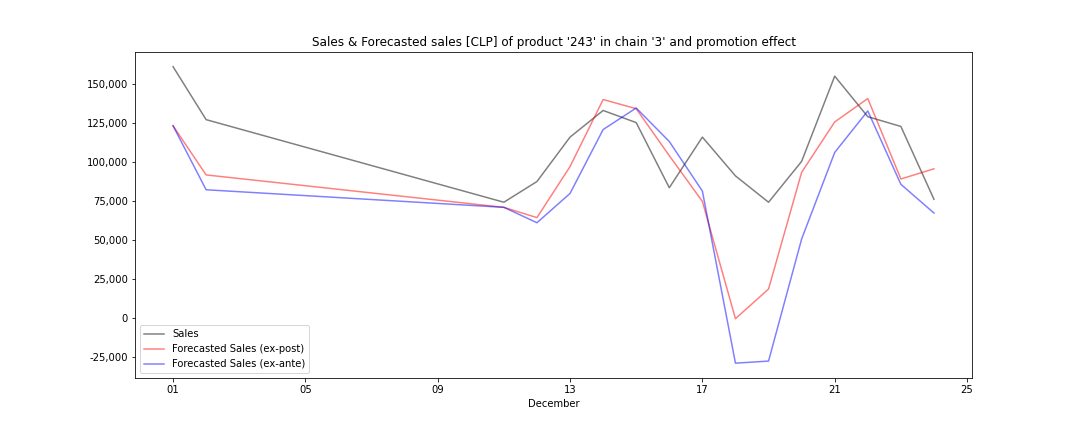 Sales & Forecasted sales [CLP] of product '243' in chain '3' and promotion effect
150,000
125,000
100,000
75,000
50,000
25,000
0
-25,000
Sales
Forecasted Sales (ex-post)
Forecasted Sales (ex-ante)
01 05 09 13 17 21 25
December